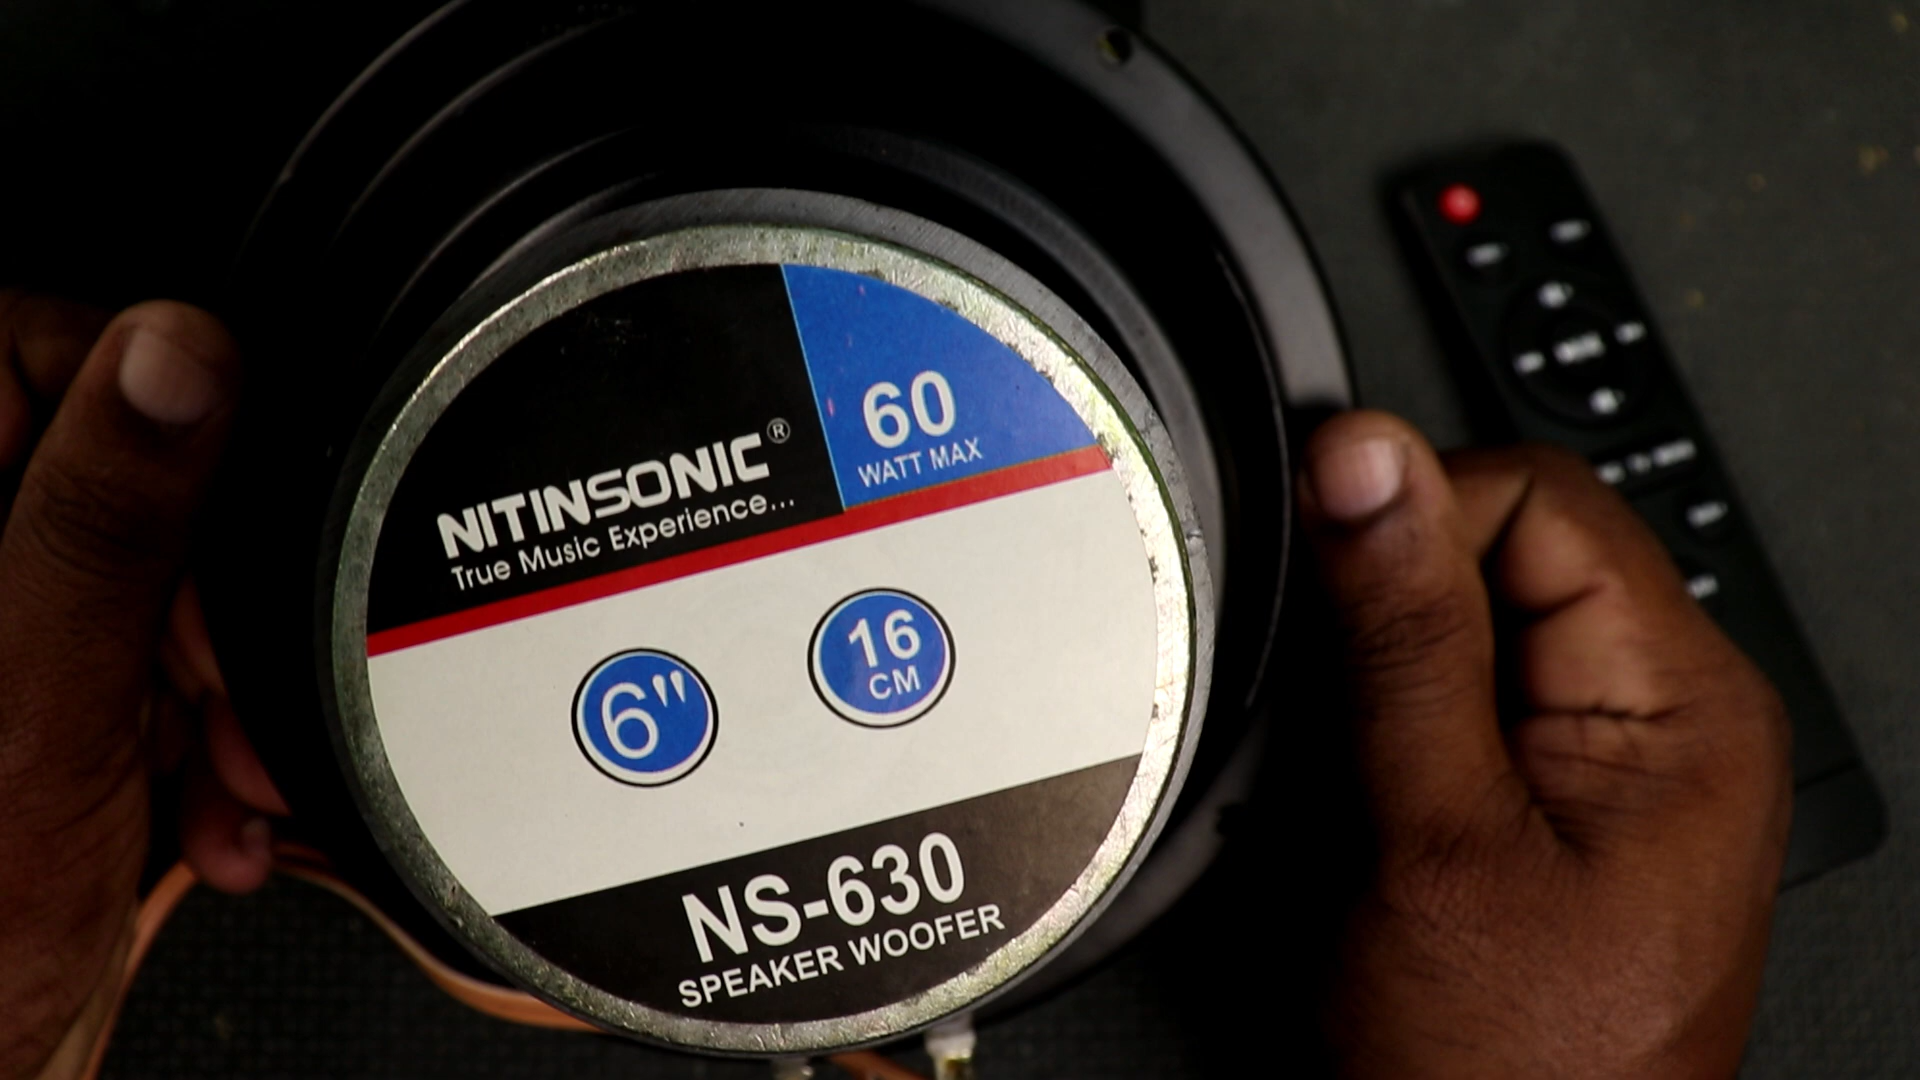 60
WATT MAX
NITINSONIC®
True Music Experience...
6"
16
CM
NS-630
SPEAKER WOOFER